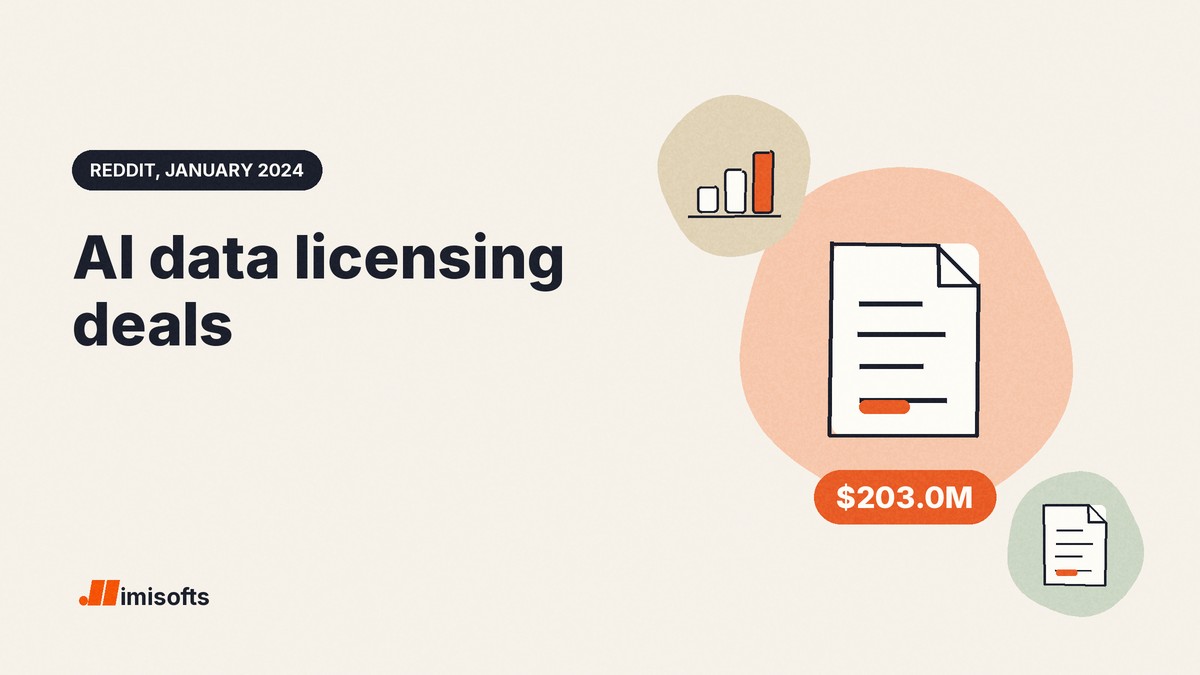 REDDIT, JANUARY 2024
AI data licensing
deals
$203.0M
imisofts